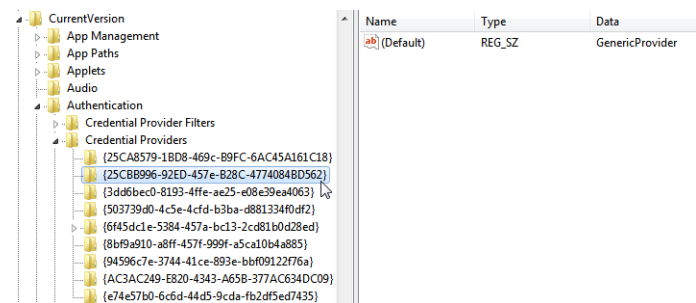 CurrentVersion
App Management
App Paths
Applets
Audio
Authentication
Credential Provider Filters
Credential Providers
{25CA8579-1BD8-469c-B9FC-6AC45A161C18}
{25CBB996-92ED-457e-B28C-4774084BD562}
{3dd6bec0-8193-4ffe-ae25-e08e39ea4063}
{503739d0-4c5e-4cfd-b3ba-d881334f0df2}
{6f45dc1e-5384-457a-bc13-2cd81b0d28ed}
{8bf9a910-a8ff-457f-999f-a5ca10b4a885}
{94596c7e-3744-41ce-893e-bbf09122f76a}
{AC3AC249-E820-4343-A65B-377AC634DC09}
{e74e57b0-6c6d-44d5-9cda-fb2df5ed7435}
Name Type Data
ab (Default) REG_SZ GenericProvider